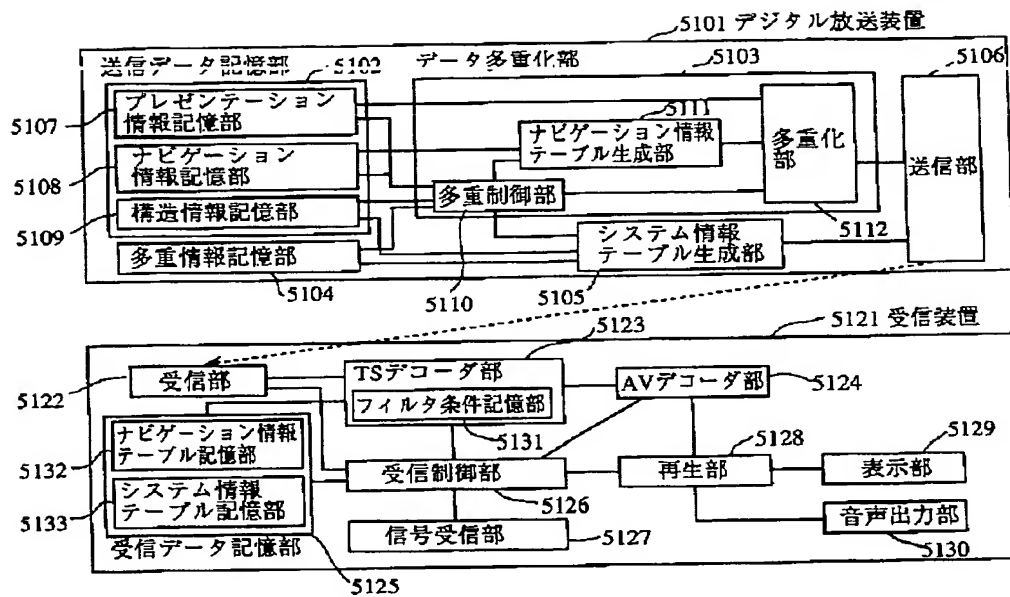 5101 デジタル放送装置
送信データ記憶部
5102
データ多重化部
5103
5106
5107
プレゼンテーション
情報記憶部
5111
ナビゲーション情報
テーブル生成部
多重化
部
送信部
5108
ナビゲーション
情報記憶部
多重制御部
5109
構造情報記憶部
5112
システム情報
テーブル生成部
多重情報記憶部
5104
5110
5105
5123
5121 受信装置
5122
受信部
TSデコーダ部
フィルタ条件記憶部
5131
AVデコーダ部
5124
5132
ナビゲーション情報
テーブル記憶部
5128
5129
受信制御部
再生部
表示部
5126
5133
システム情報
テーブル記憶部
信号受信部
5127
音声出力部
5130
受信データ記憶部
5125